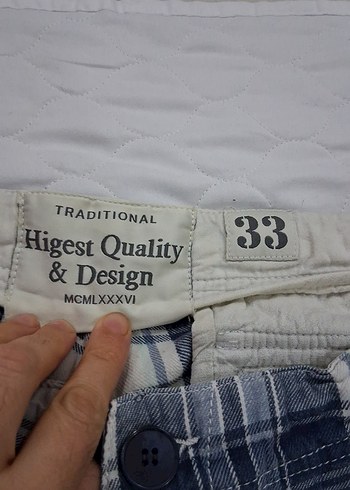 TRADITIONAL
Higest Quality
& Design
MCMLXXXVI
33